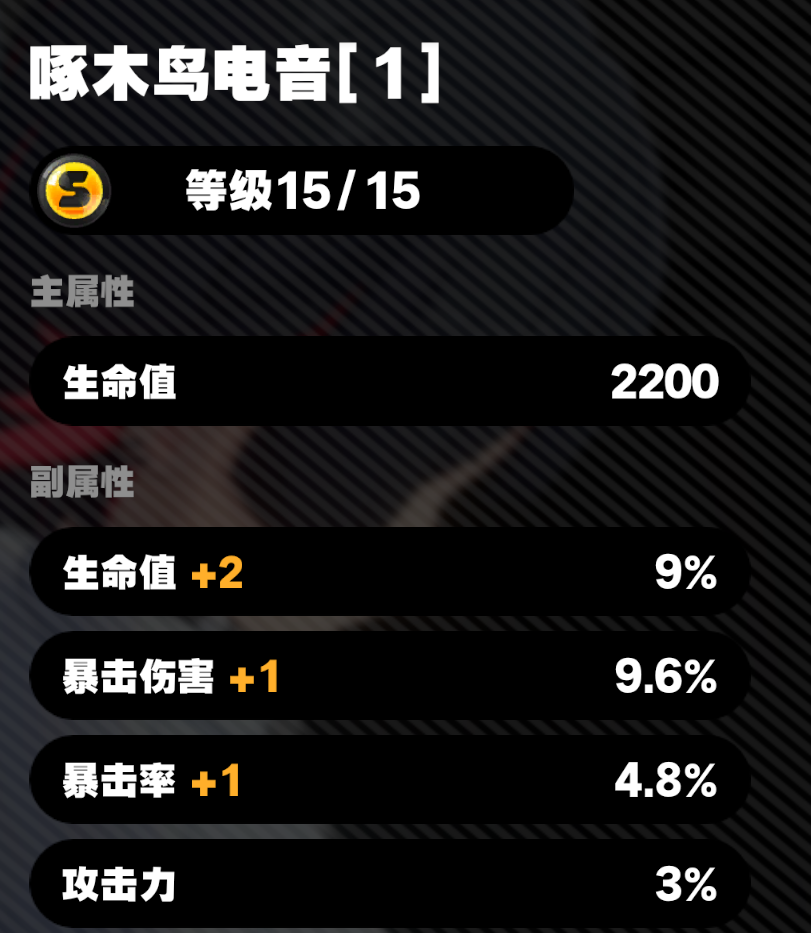 啄木鸟电音[1]
S 等级15/15
主属性
生命值 2200
副属性
生命值 +2 9%
暴击伤害 +1 9.6%
暴击率 +1 4.8%
攻击力 3%